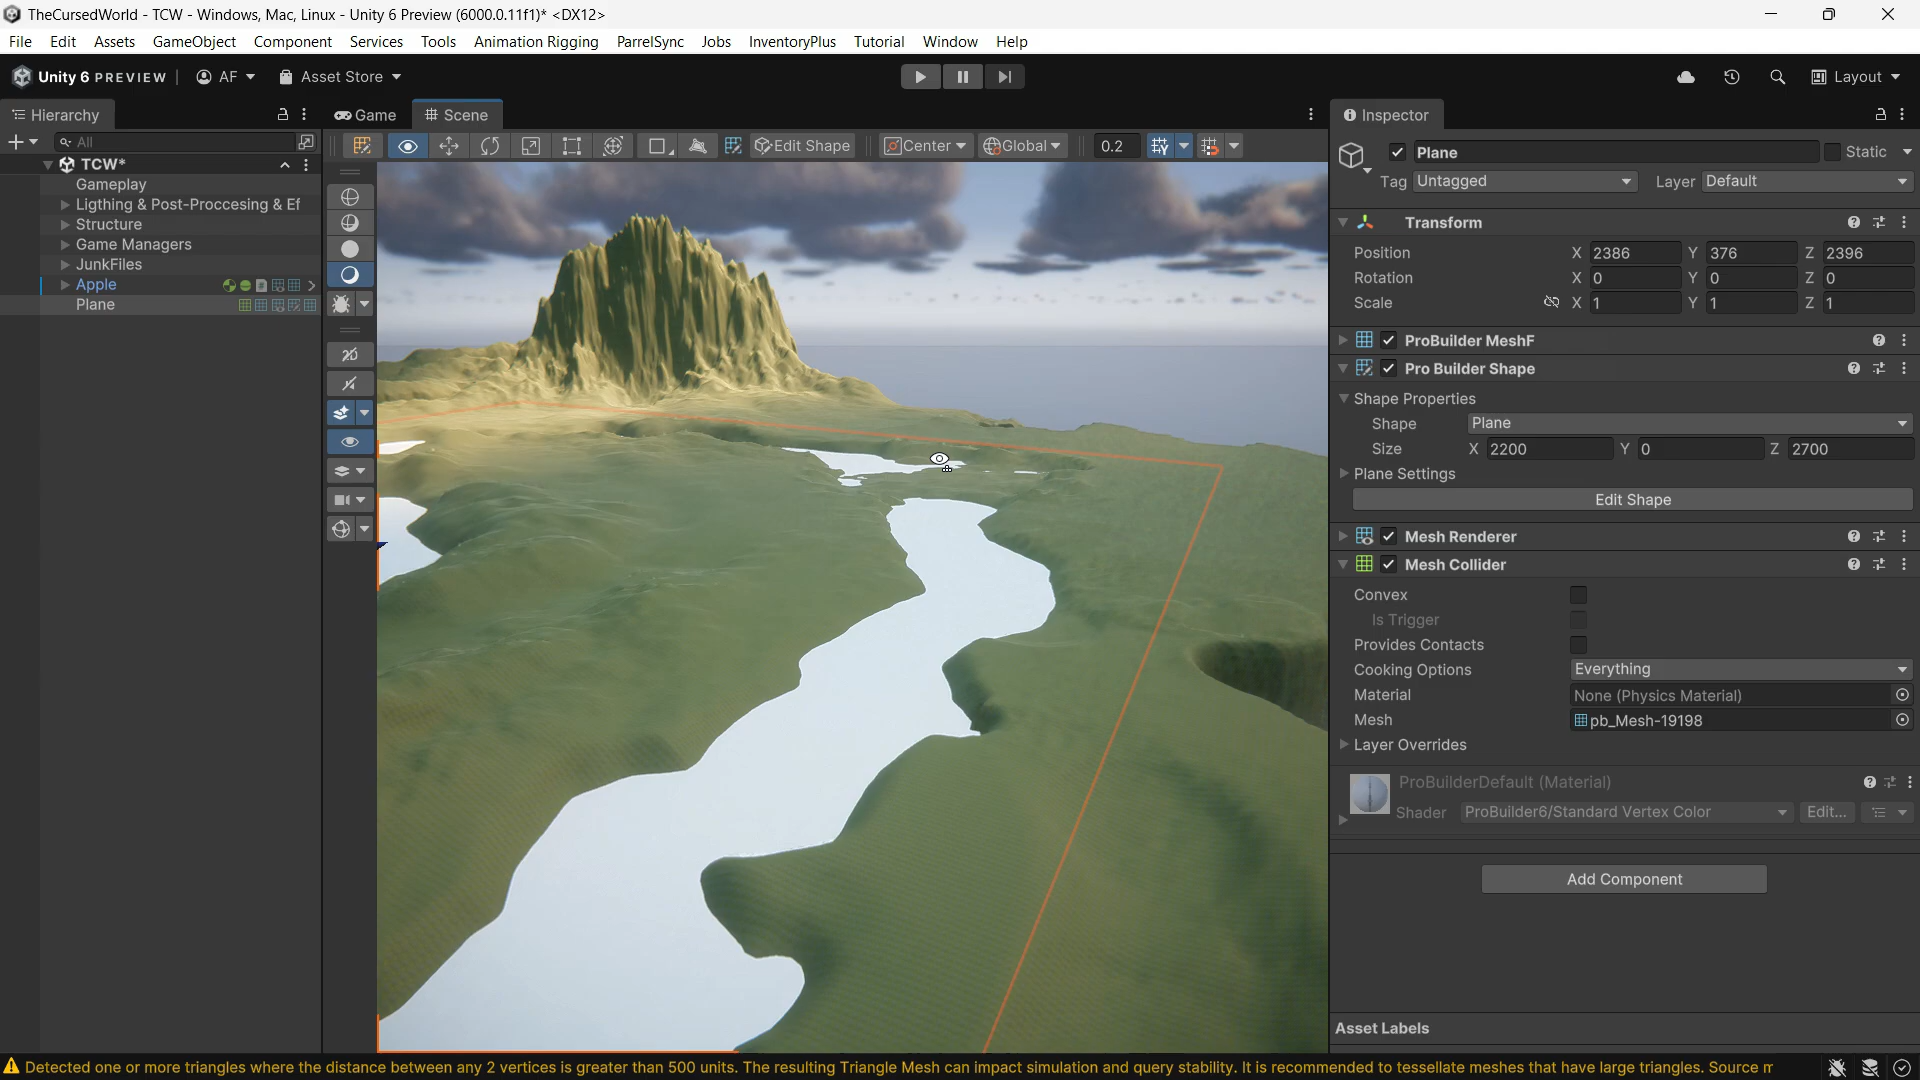 TheCursedWorld - TCW - Windows, Mac, Linux - Unity 6 Preview (6000.0.11f1)* <DX12>
File Edit Assets GameObject Component Services Tools Animation Rigging ParrelSync Jobs InventoryPlus Tutorial Window Help
Unity 6 PREVIEW AF Asset Store Layout
Hierarchy Game Scene Inspector
All Edit Shape Center Global 0.2
TCW*
Gameplay
Ligthing & Post-Proccesing & Ef
Structure
Game Managers
JunkFiles
Apple
Plane
Plane Static
Tag Untagged Layer Default
Transform
Position X 2386 Y 376 Z 2396
Rotation X 0 Y 0 Z 0
Scale X 1 Y 1 Z 1
ProBuilder MeshF
Pro Builder Shape
Shape Properties
Shape Plane
Size X 2200 Y 0 Z 2700
Plane Settings
Edit Shape
Mesh Renderer
Mesh Collider
Convex
Is Trigger
Provides Contacts
Cooking Options Everything
Material None (Physics Material)
Mesh pb_Mesh-19198
Layer Overrides
ProBuilderDefault (Material)
Shader ProBuilder6/Standard Vertex Color Edit...
Add Component
Asset Labels
Detected one or more triangles where the distance between any 2 vertices is greater than 500 units. The resulting Triangle Mesh can impact simulation and query stability. It is recommended to tessellate meshes that have large triangles. Source m